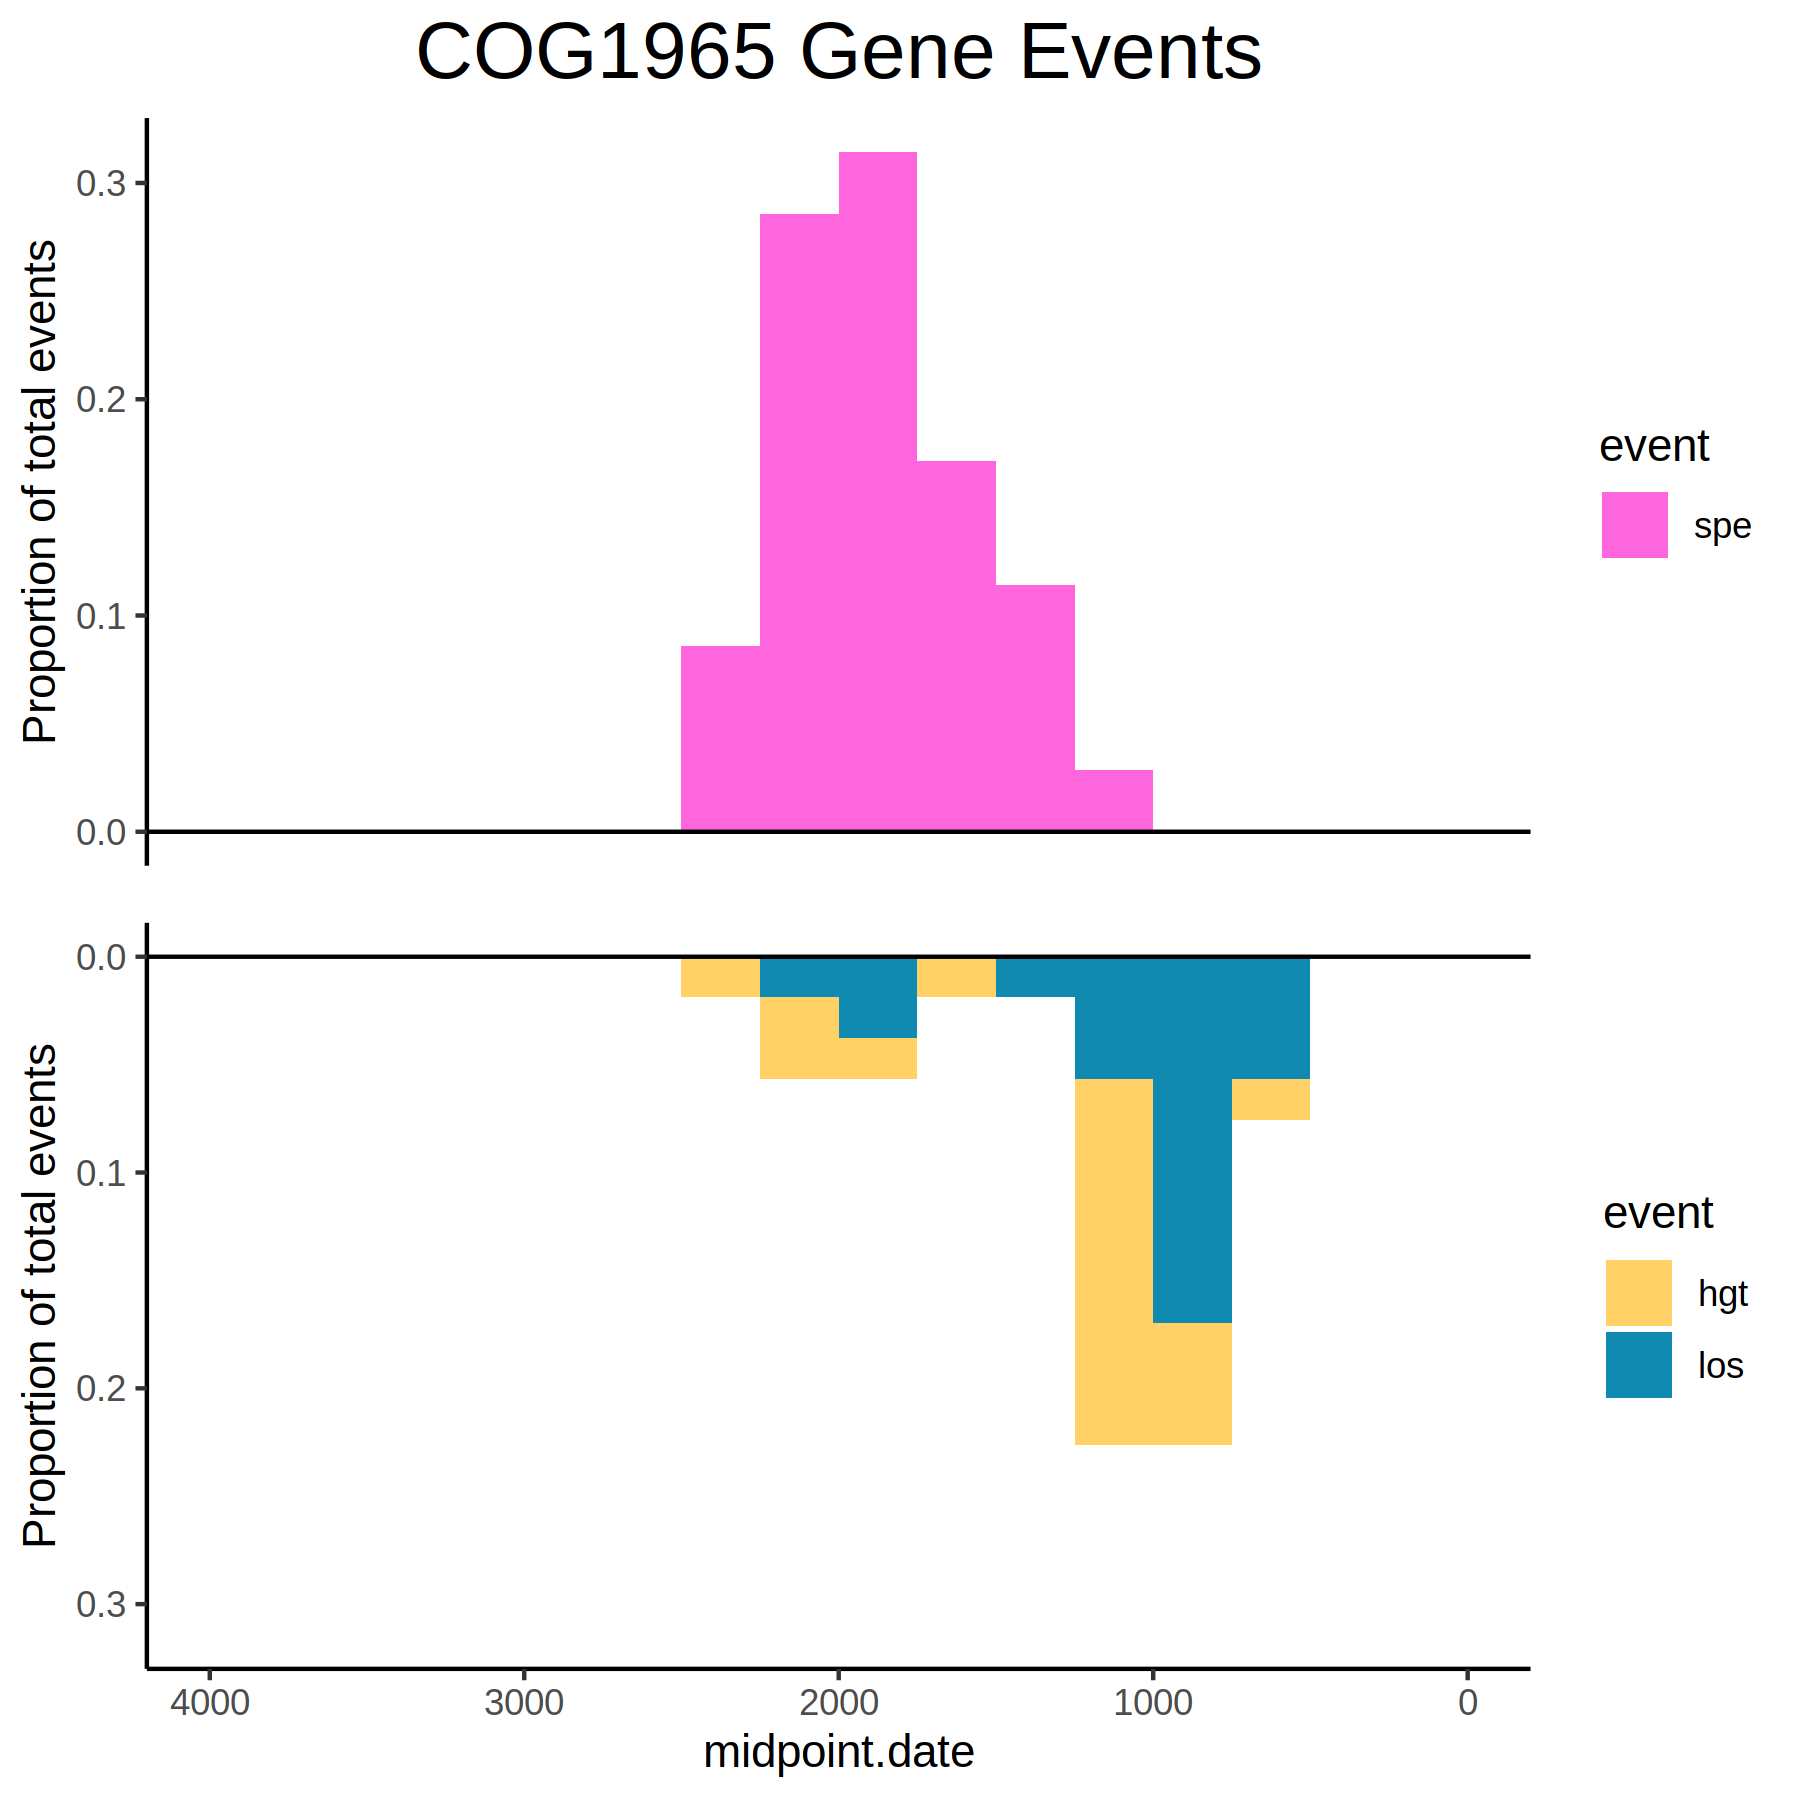 COG1965 Gene Events
Proportion of total events
0.3
0.2
0.1
0.0
event
spe
Proportion of total events
0.0
0.1
0.2
0.3
event
hgt
los
4000 3000 2000 1000 0
midpoint.date